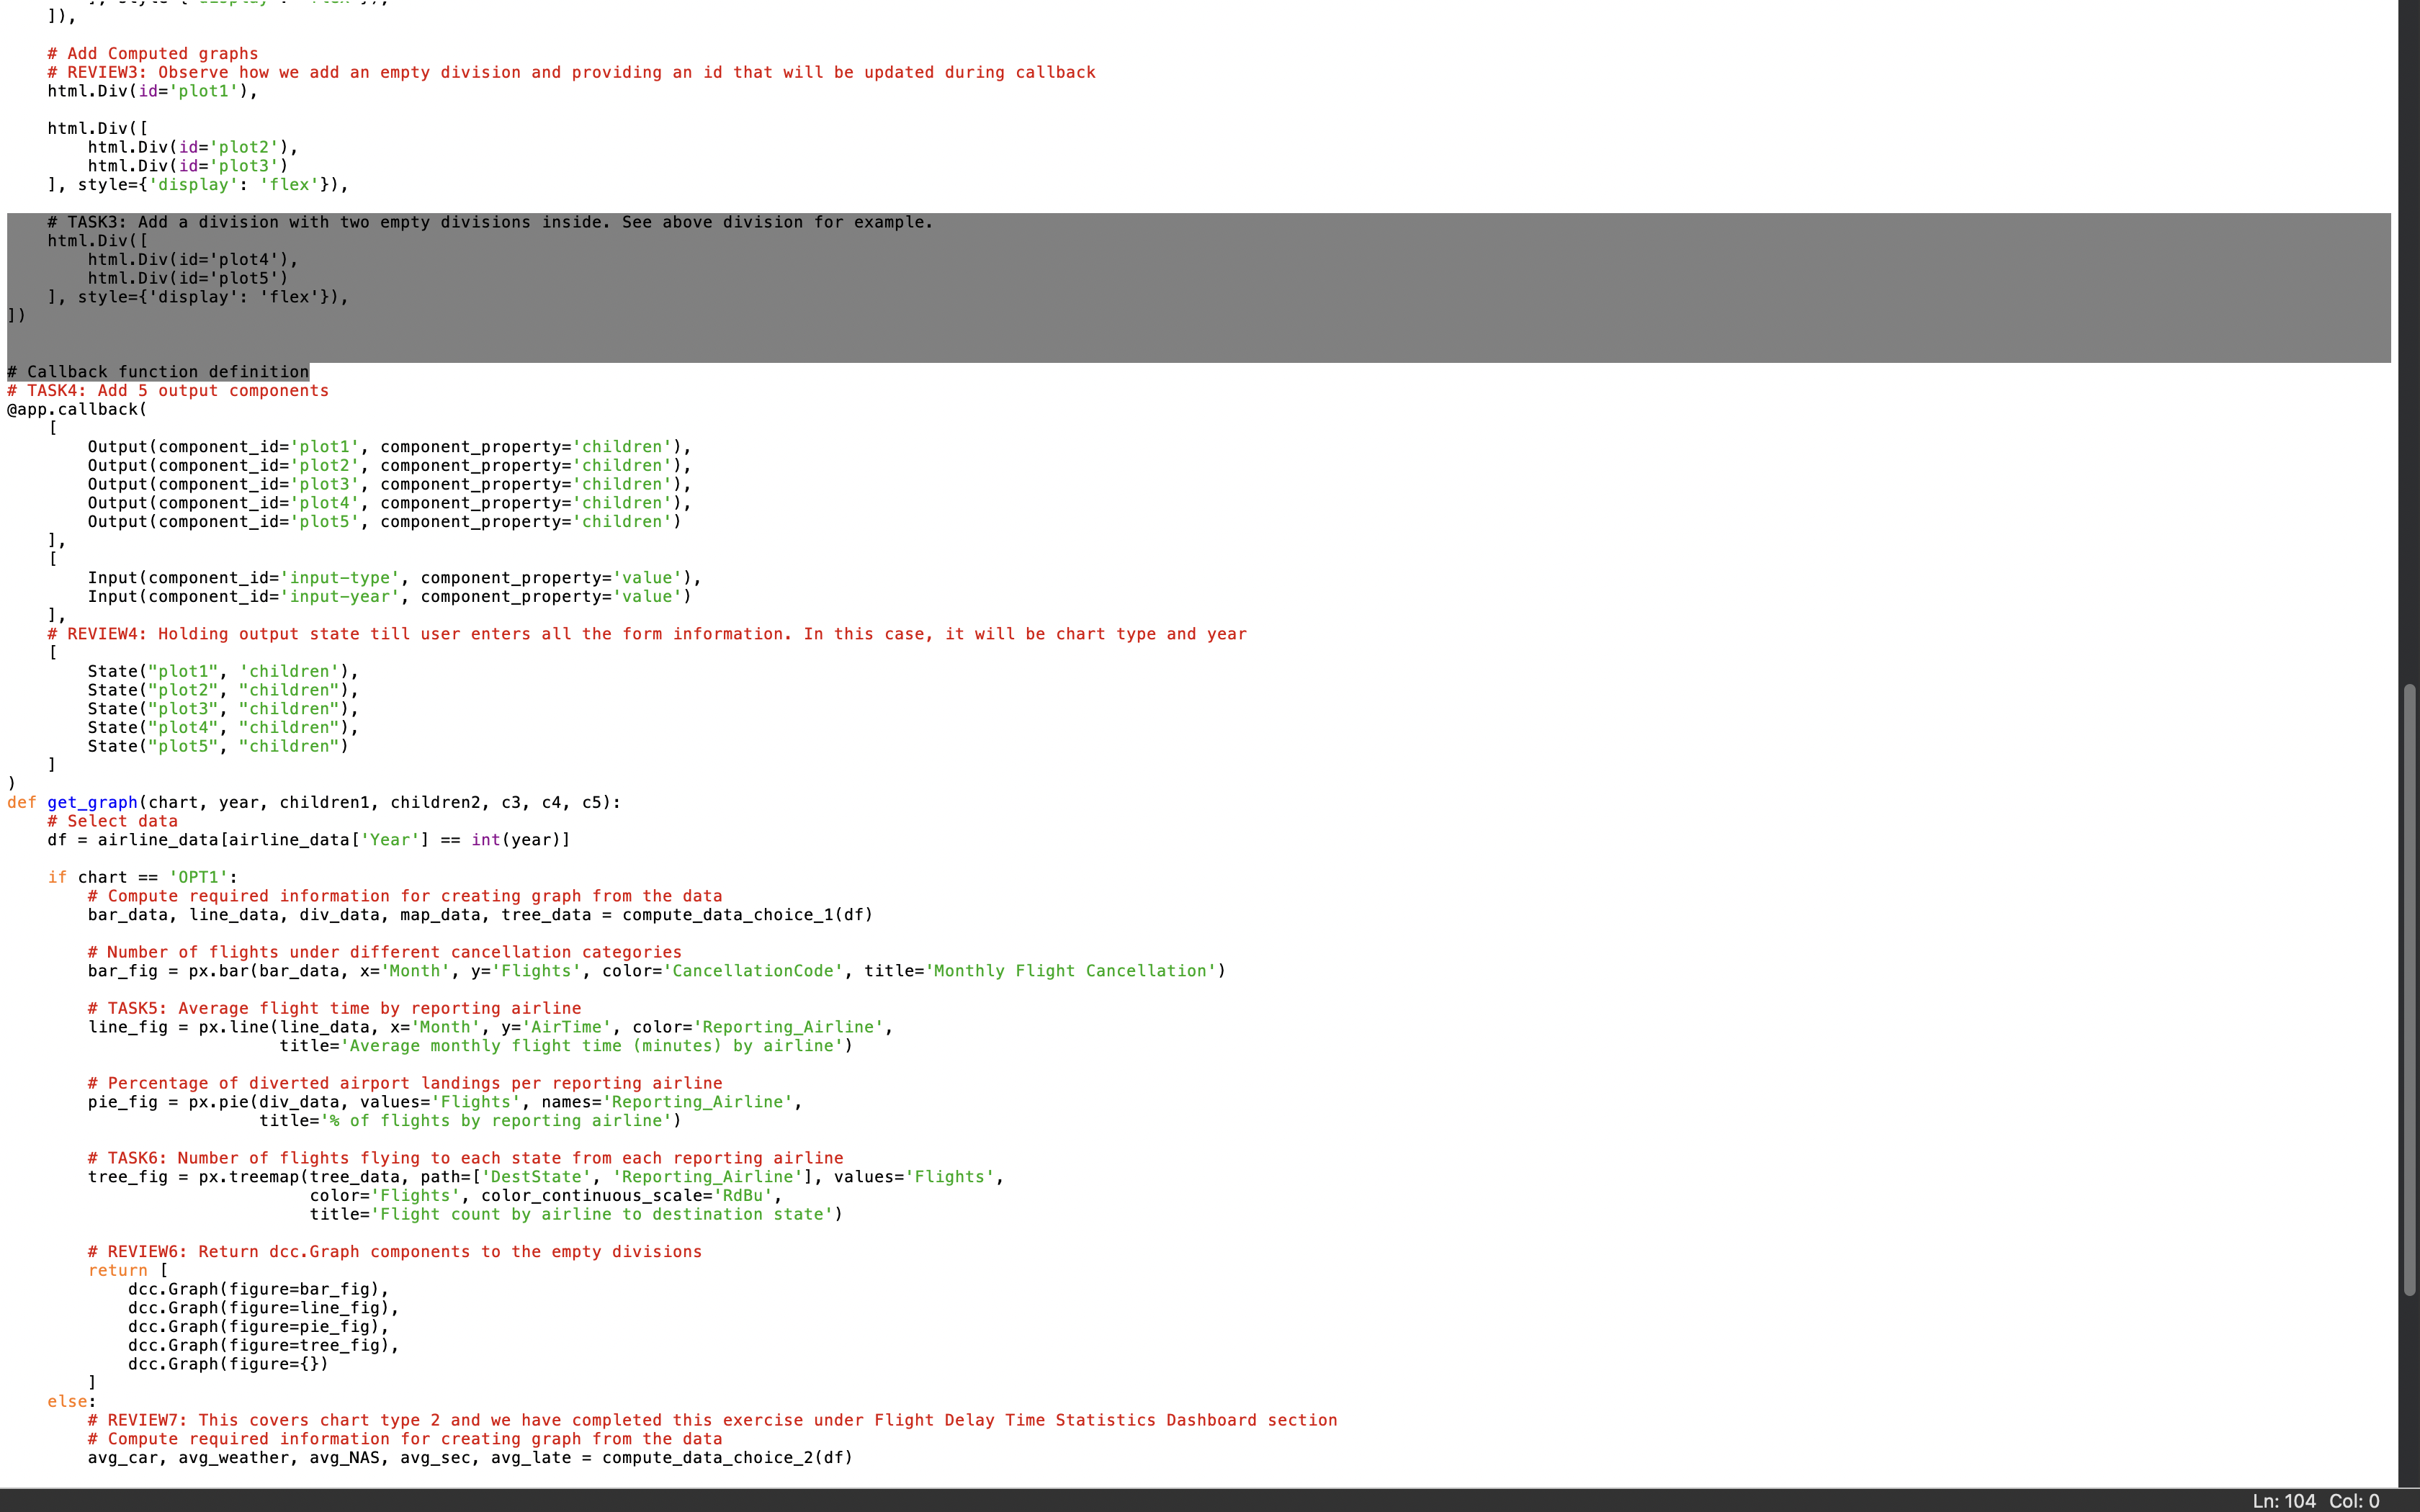 ]),
# Add Computed graphs
# REVIEW3: Observe how we add an empty division and providing an id that will be updated during callback
html.Div(id='plot1'),
html.Div([
html.Div(id='plot2'),
html.Div(id='plot3')
], style={'display': 'flex'}),
# TASK3: Add a division with two empty divisions inside. See above division for example.
html.Div([
html.Div(id='plot4'),
html.Div(id='plot5')
], style={'display': 'flex'}),
])
# Callback function definition
# TASK4: Add 5 output components
@app.callback(
[
Output(component_id='plot1', component_property='children'),
Output(component_id='plot2', component_property='children'),
Output(component_id='plot3', component_property='children'),
Output(component_id='plot4', component_property='children'),
Output(component_id='plot5', component_property='children')
],
[
Input(component_id='input-type', component_property='value'),
Input(component_id='input-year', component_property='value')
],
# REVIEW4: Holding output state till user enters all the form information. In this case, it will be chart type and year
[
State("plot1", 'children'),
State("plot2", "children"),
State("plot3", "children"),
State("plot4", "children"),
State("plot5", "children")
]
)
def get_graph(chart, year, children1, children2, c3, c4, c5):
# Select data
df = airline_data[airline_data['Year'] == int(year)]
if chart == 'OPT1':
# Compute required information for creating graph from the data
bar_data, line_data, div_data, map_data, tree_data = compute_data_choice_1(df)
# Number of flights under different cancellation categories
bar_fig = px.bar(bar_data, x='Month', y='Flights', color='CancellationCode', title='Monthly Flight Cancellation')
# TASK5: Average flight time by reporting airline
line_fig = px.line(line_data, x='Month', y='AirTime', color='Reporting_Airline',
title='Average monthly flight time (minutes) by airline')
# Percentage of diverted airport landings per reporting airline
pie_fig = px.pie(div_data, values='Flights', names='Reporting_Airline',
title='% of flights by reporting airline')
# TASK6: Number of flights flying to each state from each reporting airline
tree_fig = px.treemap(tree_data, path=['DestState', 'Reporting_Airline'], values='Flights',
color='Flights', color_continuous_scale='RdBu',
title='Flight count by airline to destination state')
# REVIEW6: Return dcc.Graph components to the empty divisions
return [
dcc.Graph(figure=bar_fig),
dcc.Graph(figure=line_fig),
dcc.Graph(figure=pie_fig),
dcc.Graph(figure=tree_fig),
dcc.Graph(figure={})
]
else:
# REVIEW7: This covers chart type 2 and we have completed this exercise under Flight Delay Time Statistics Dashboard section
# Compute required information for creating graph from the data
avg_car, avg_weather, avg_NAS, avg_sec, avg_late = compute_data_choice_2(df)
Ln: 104 Col: 0